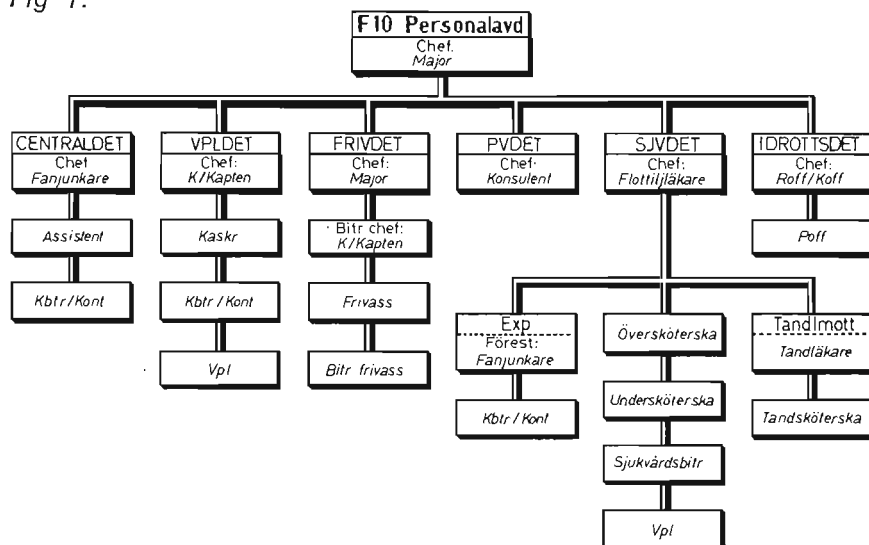 Fig 1.
F10 Personalavd
Chef:
Major
CENTRALDET
Chef
Fanjunkare
Assistent
Kbtr/Kont
VPLDET
Chef:
K/Kapten
Kaskr
Kbtr/Kont
Vpl
FRIVDET
Chef:
Major
Bitr chef:
K/Kapten
Frivass
Bitr frivass
PVDET
Chef:
Konsulent
SJVDET
Chef:
Flottiljläkare
Exp
Förest:
Fanjunkare
Kbtr/Kont
Översköterska
Undersköterska
Sjukvårdsbitr
Vpl
Tandlmott
Tandläkare
Tandsköterska
IDROTTSDET
Chef:
Roff/Koff
Poff